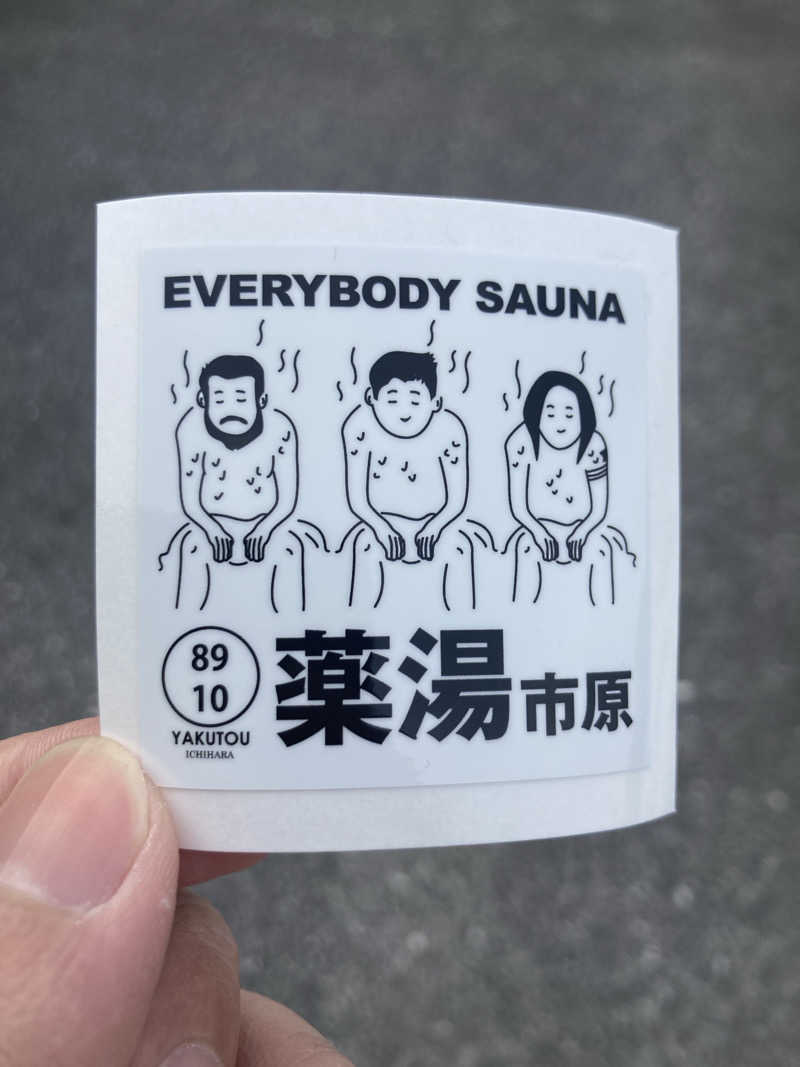 EVERYBODY SAUNA
89
10
YAKUTOU
ICHIHARA
薬湯市原